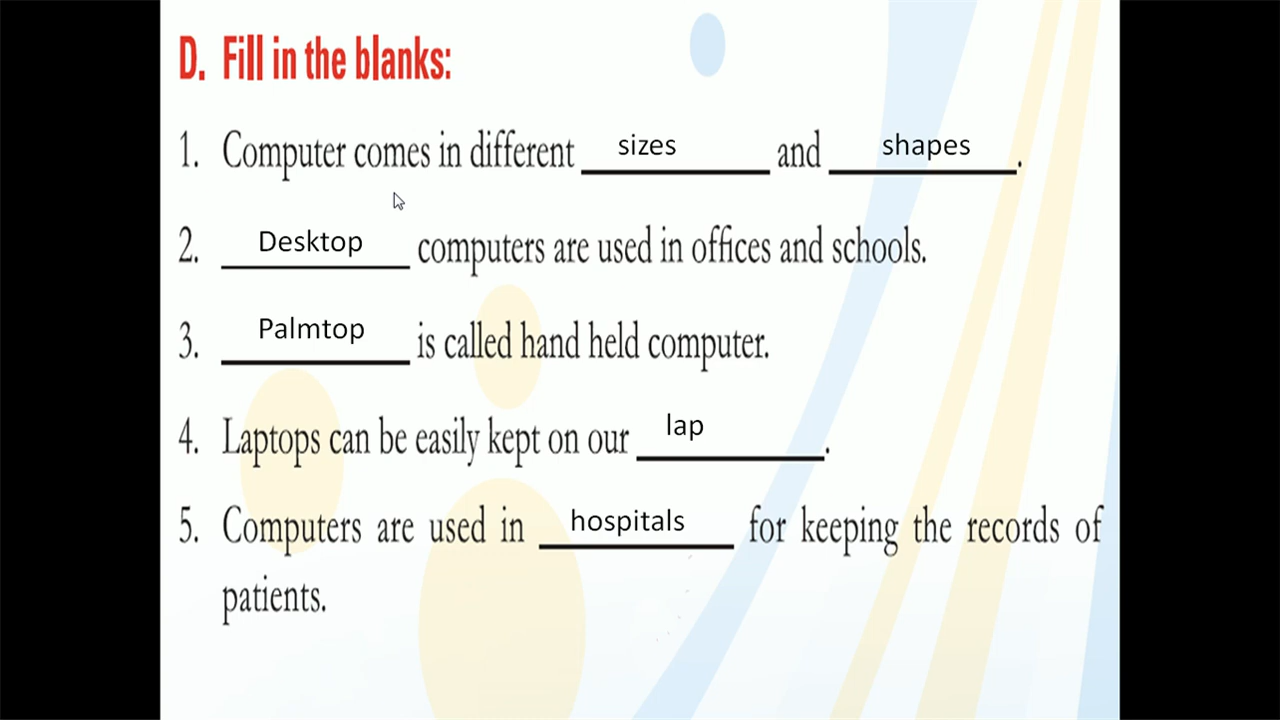 D. Fill in the blanks:
1. Computer comes in different sizes and shapes.
2. Desktop computers are used in offices and schools.
3. Palmtop is called hand held computer.
4. Laptops can be easily kept on our lap.
5. Computers are used in hospitals for keeping the records of
patients.